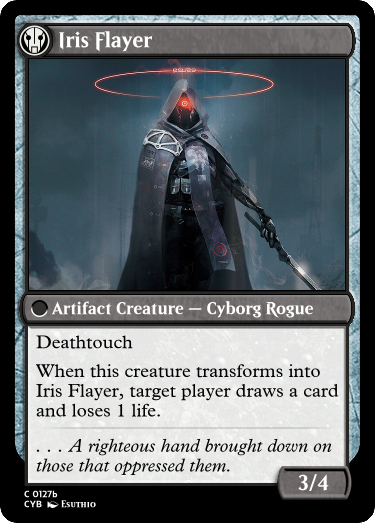 Iris Flayer
Artifact Creature — Cyborg Rogue
Deathtouch
When this creature transforms into
Iris Flayer, target player draws a card
and loses 1 life.
. . . A righteous hand brought down on
those that oppressed them.
3/4
C 0127b
CYB Esuthio